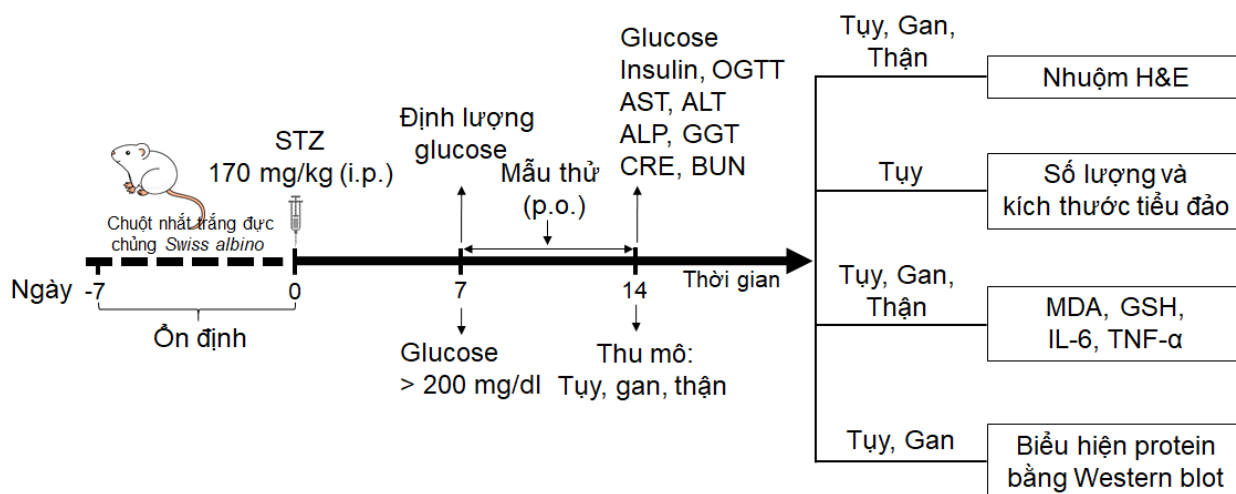 STZ
170 mg/kg (i.p.)
Chuột nhắt trắng đực
chủng Swiss albino
Định lượng
glucose
Mẫu thử
(p.o.)
Glucose
Insulin, OGTT
AST, ALT
ALP, GGT
CRE, BUN
Ngày
-7
0
7
14
Thời gian
Ổn định
Glucose
> 200 mg/dl
Thu mô:
Tụy, gan, thận
Tụy, Gan,
Thận
Nhuộm H&E
Tụy
Số lượng và
kích thước tiểu đảo
Tụy, Gan,
Thận
MDA, GSH,
IL-6, TNF-α
Tụy, Gan
Biểu hiện protein
bằng Western blot